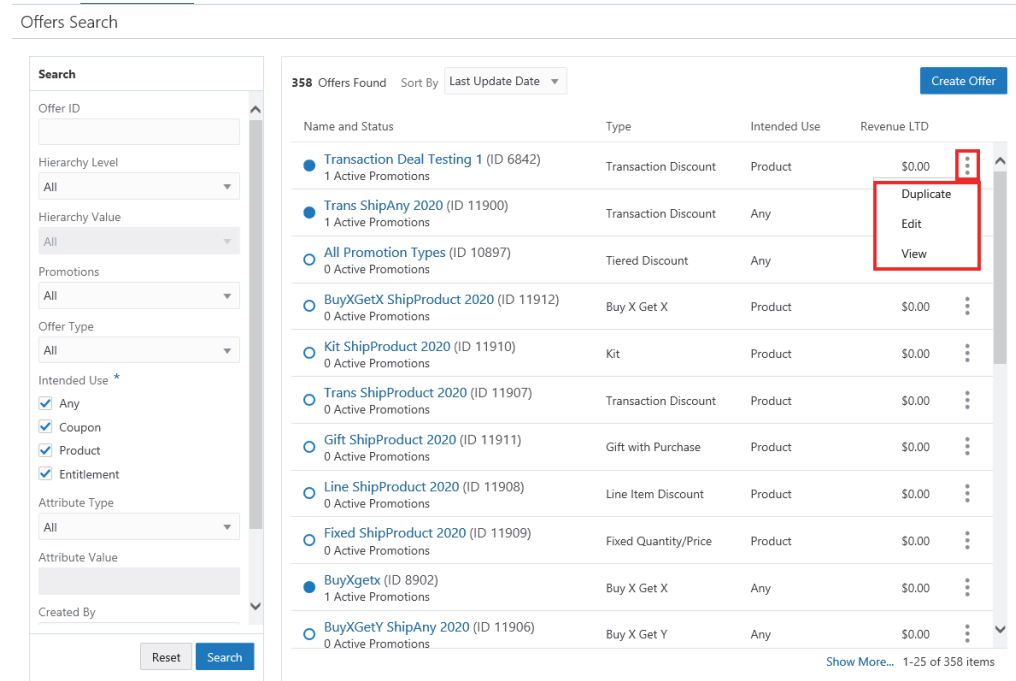 Offers Search
Search
Offer ID
Hierarchy Level
All
Hierarchy Value
All
Promotions
All
Offer Type
All
Intended Use *
Any
Coupon
Product
Entitlement
Attribute Type
All
Attribute Value
Created By
Reset Search
358 Offers Found Sort By Last Update Date Create Offer
Name and Status Type Intended Use Revenue LTD
Transaction Deal Testing 1 (ID 6842) Transaction Discount Product $0.00
1 Active Promotions
Duplicate
Edit
View
Trans ShipAny 2020 (ID 11900) Transaction Discount Any
1 Active Promotions
All Promotion Types (ID 10897) Tiered Discount Any
0 Active Promotions
BuyXGetX ShipProduct 2020 (ID 11912) Buy X Get X Product $0.00
0 Active Promotions
Kit ShipProduct 2020 (ID 11910) Kit Product $0.00
0 Active Promotions
Trans ShipProduct 2020 (ID 11907) Transaction Discount Product $0.00
0 Active Promotions
Gift ShipProduct 2020 (ID 11911) Gift with Purchase Product $0.00
0 Active Promotions
Line ShipProduct 2020 (ID 11908) Line Item Discount Product $0.00
0 Active Promotions
Fixed ShipProduct 2020 (ID 11909) Fixed Quantity/Price Product $0.00
0 Active Promotions
BuyXgetx (ID 8902) Buy X Get X Any $0.00
1 Active Promotions
BuyXGetY ShipAny 2020 (ID 11906) Buy X Get Y Any $0.00
0 Active Promotions
Show More... 1-25 of 358 items